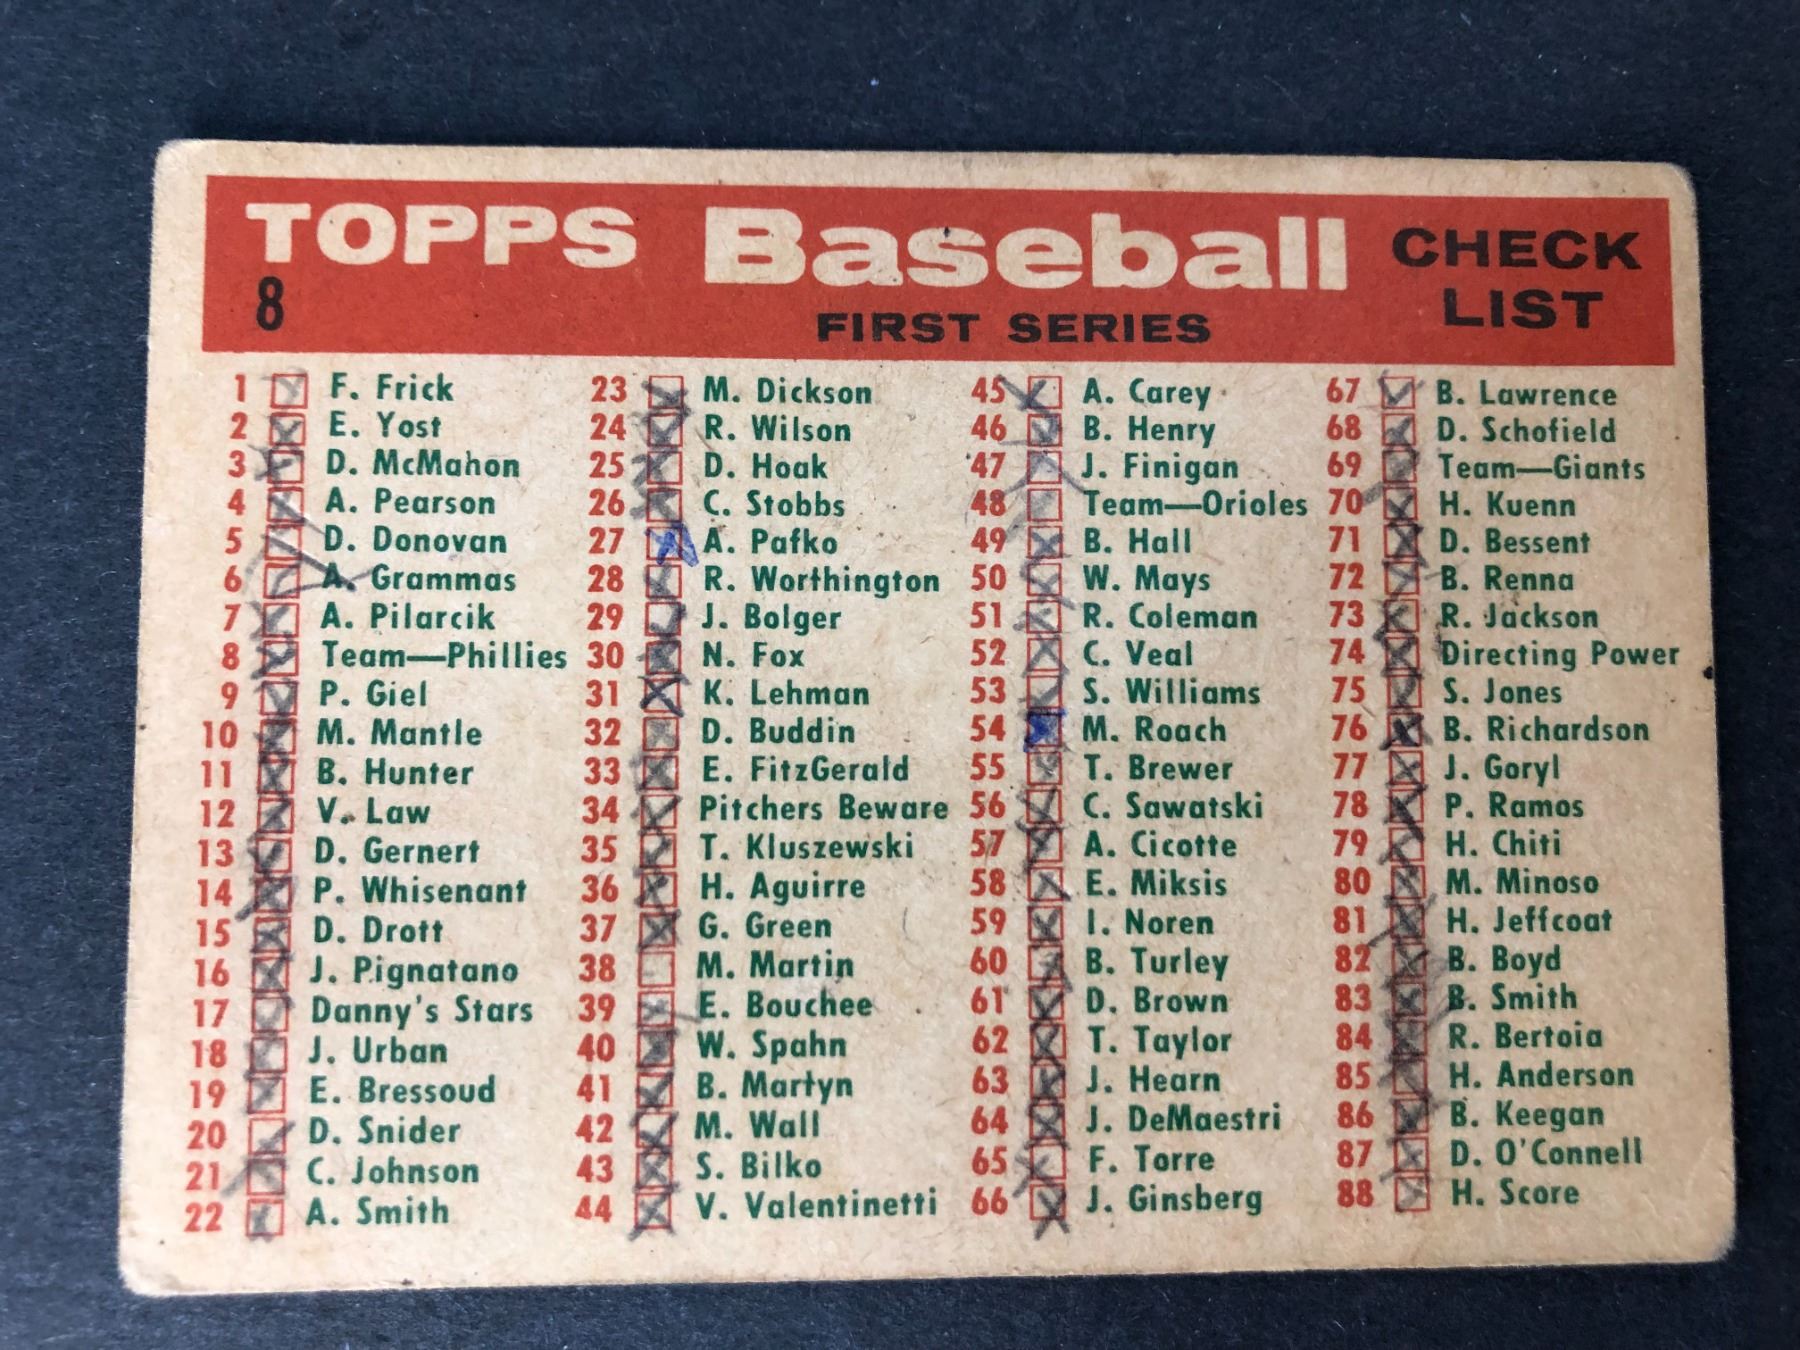 TOPPS Baseball CHECK LIST
8
FIRST SERIES
1 F. Frick
2 E. Yost
3 D. McMahon
4 A. Pearson
5 D. Donovan
6 A. Grammas
7 A. Pilarcik
8 Team—Phillies
9 P. Giel
10 M. Mantle
11 B. Hunter
12 V. Law
13 D. Gernert
14 P. Whisenant
15 D. Drott
16 J. Pignatano
17 Danny's Stars
18 J. Urban
19 E. Bressoud
20 D. Snider
21 C. Johnson
22 A. Smith
23 M. Dickson
24 R. Wilson
25 D. Hoak
26 C. Stobbs
27 A. Pafko
28 R. Worthington
29 J. Bolger
30 N. Fox
31 K. Lehman
32 D. Buddin
33 E. FitzGerald
34 Pitchers Beware
35 T. Kluszewski
36 H. Aguirre
37 G. Green
38 M. Martin
39 E. Bouchee
40 W. Spahn
41 B. Martyn
42 M. Wall
43 S. Bilko
44 V. Valentinetti
45 A. Carey
46 B. Henry
47 J. Finigan
48 Team—Orioles
49 B. Hall
50 W. Mays
51 R. Coleman
52 C. Veal
53 S. Williams
54 M. Roach
55 T. Brewer
56 C. Sawatski
57 A. Cicotte
58 E. Miksis
59 I. Noren
60 B. Turley
61 D. Brown
62 T. Taylor
63 J. Hearn
64 J. DeMaestri
65 F. Torre
66 J. Ginsberg
67 B. Lawrence
68 D. Schofield
69 Team—Giants
70 H. Kuenn
71 D. Bessent
72 B. Renna
73 R. Jackson
74 Directing Power
75 S. Jones
76 B. Richardson
77 J. Goryl
78 P. Ramos
79 H. Chiti
80 M. Minoso
81 H. Jeffcoat
82 B. Boyd
83 B. Smith
84 R. Bertoia
85 H. Anderson
86 B. Keegan
87 D. O'Connell
88 H. Score